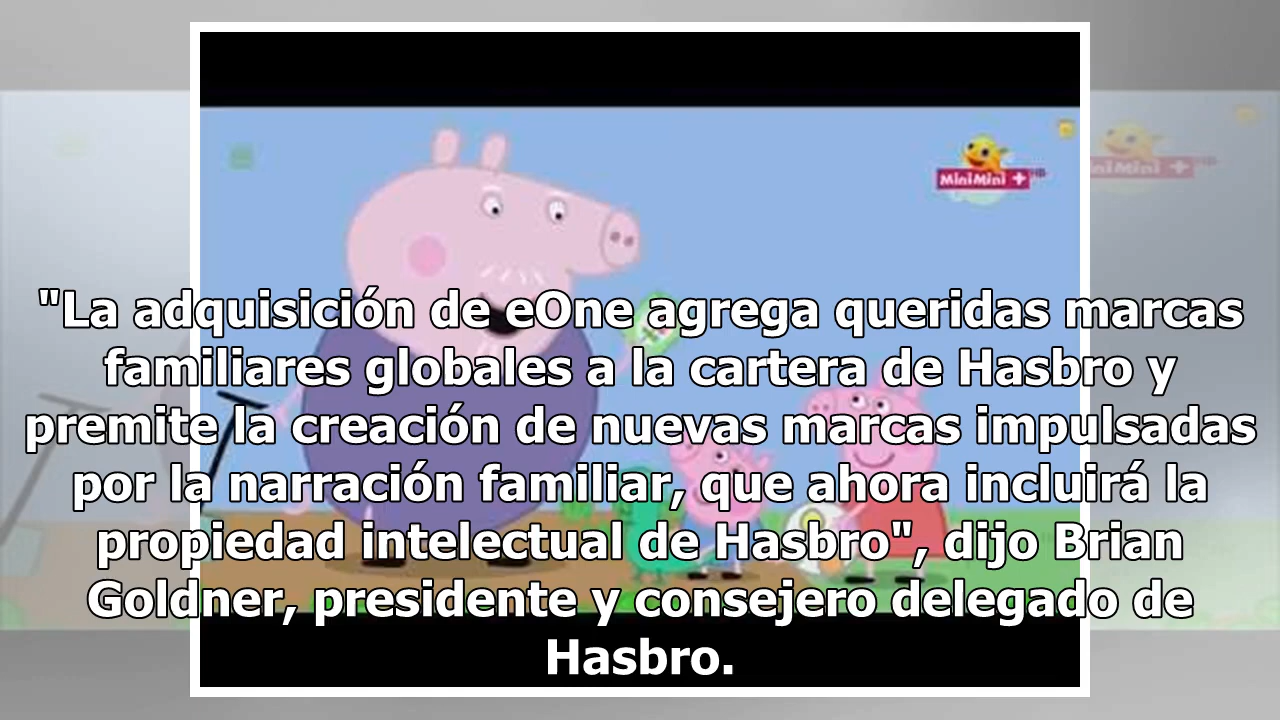 MiniMini +
"La adquisición de eOne agrega queridas marcas
familiares globales a la cartera de Hasbro y
premite la creación de nuevas marcas impulsadas
por la narración familiar, que ahora incluirá la
propiedad intelectual de Hasbro", dijo Brian
Goldner, presidente y consejero delegado de
Hasbro.